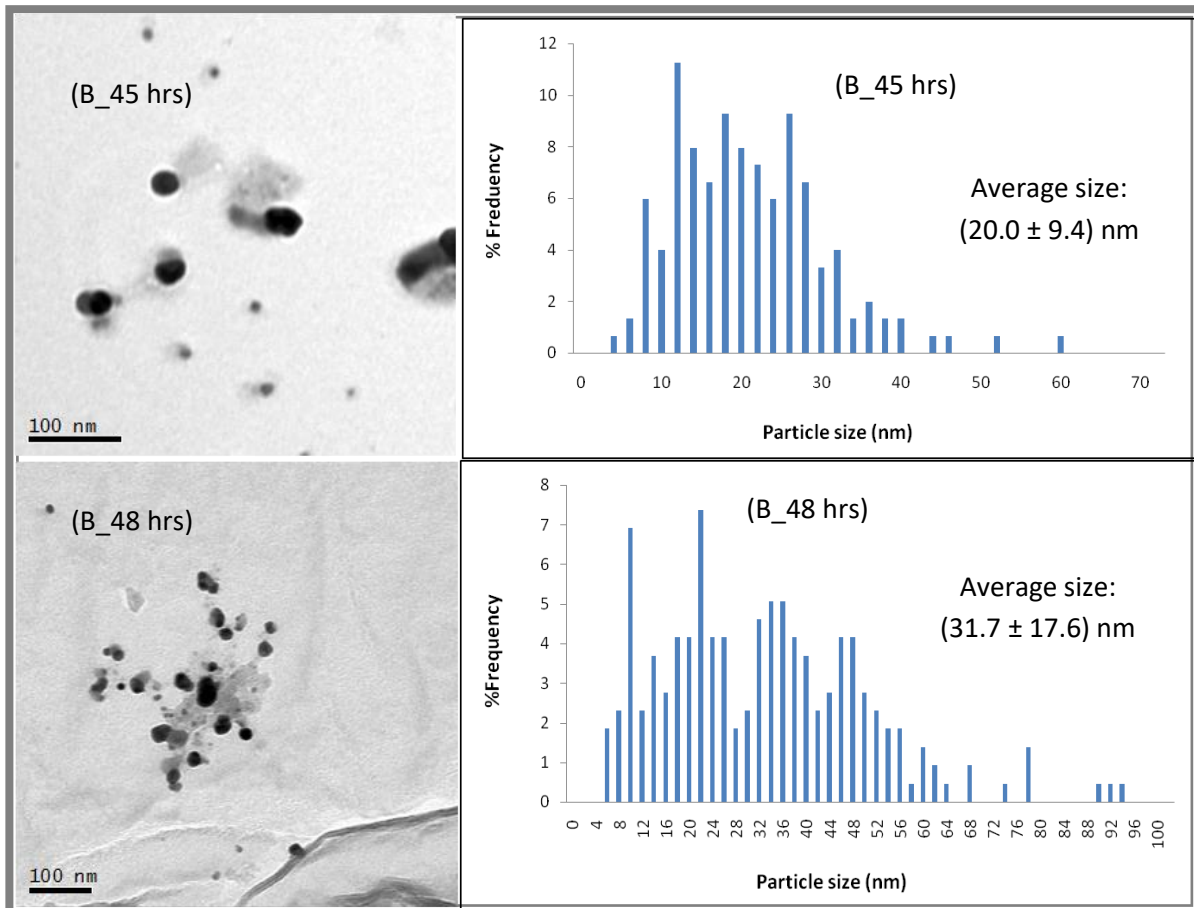 (B_45 hrs)
100 nm
12
10
8
6
4
2
0
% Freduency
(B_45 hrs)
Average size:
(20.0 ± 9.4) nm
0 10 20 30 40 50 60 70
Particle size (nm)
(B_48 hrs)
100 nm
8
7
6
5
4
3
2
1
0
%Frequency
(B_48 hrs)
Average size:
(31.7 ± 17.6) nm
0 4 8 12 16 20 24 28 32 36 40 44 48 52 56 60 64 68 72 76 80 84 88 92 96 100
Particle size (nm)